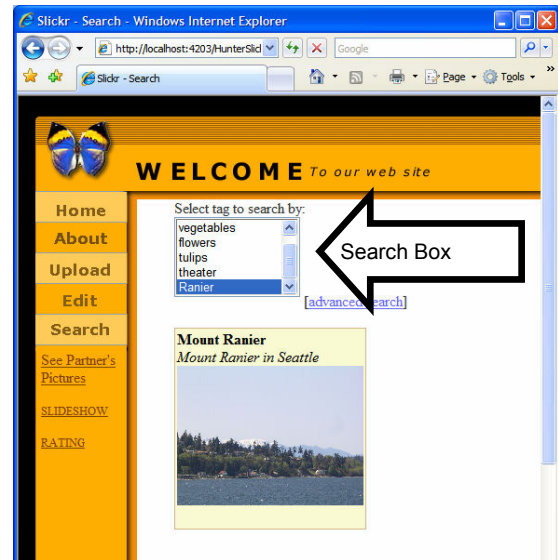 Slickr - Search - Windows Internet Explorer
http://localhost:4203/HunterSlid
Google
Slickr - Search
Page
Tools
»
WELCOME To our web site
Home
About
Upload
Edit
Search
See Partner's
Pictures
SLIDESHOW
RATING
Select tag to search by:
vegetables
flowers
tulips
theater
Ranier
Search Box
[advanced search]
Mount Ranier
Mount Ranier in Seattle